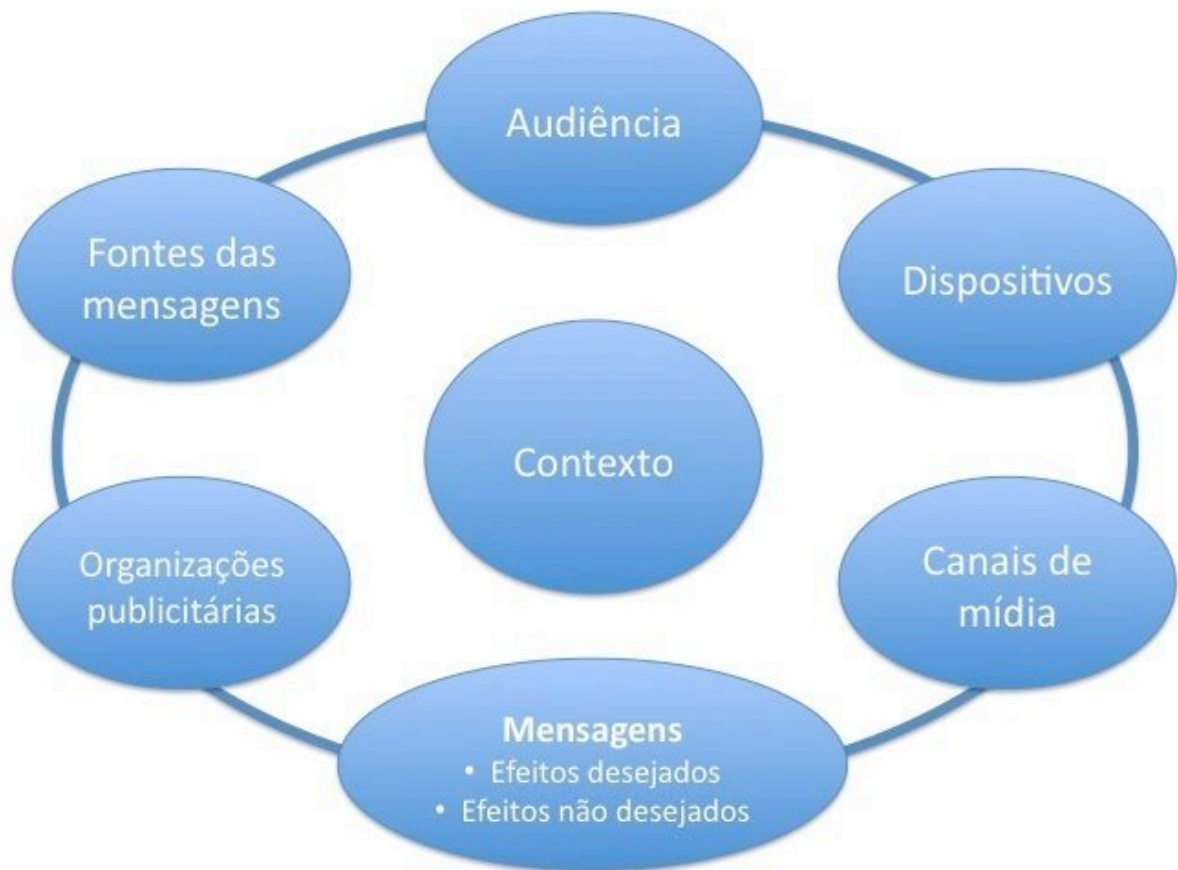 Audiência
Fontes das
mensagens
Dispositivos
Contexto
Organizações
publicitárias
Canais de
mídia
Mensagens
• Efeitos desejados
• Efeitos não desejados